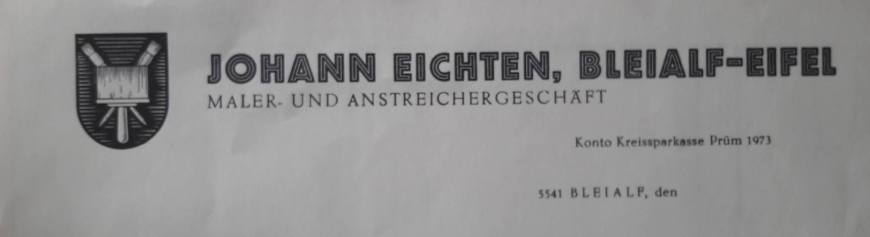 JOHANN EICHTEN, BLEIALF-EIFEL
MALER- UND ANSTREICHERGESCHÄFT
Konto Kreissparkasse Prüm 1973
5541 BLEIALF, den